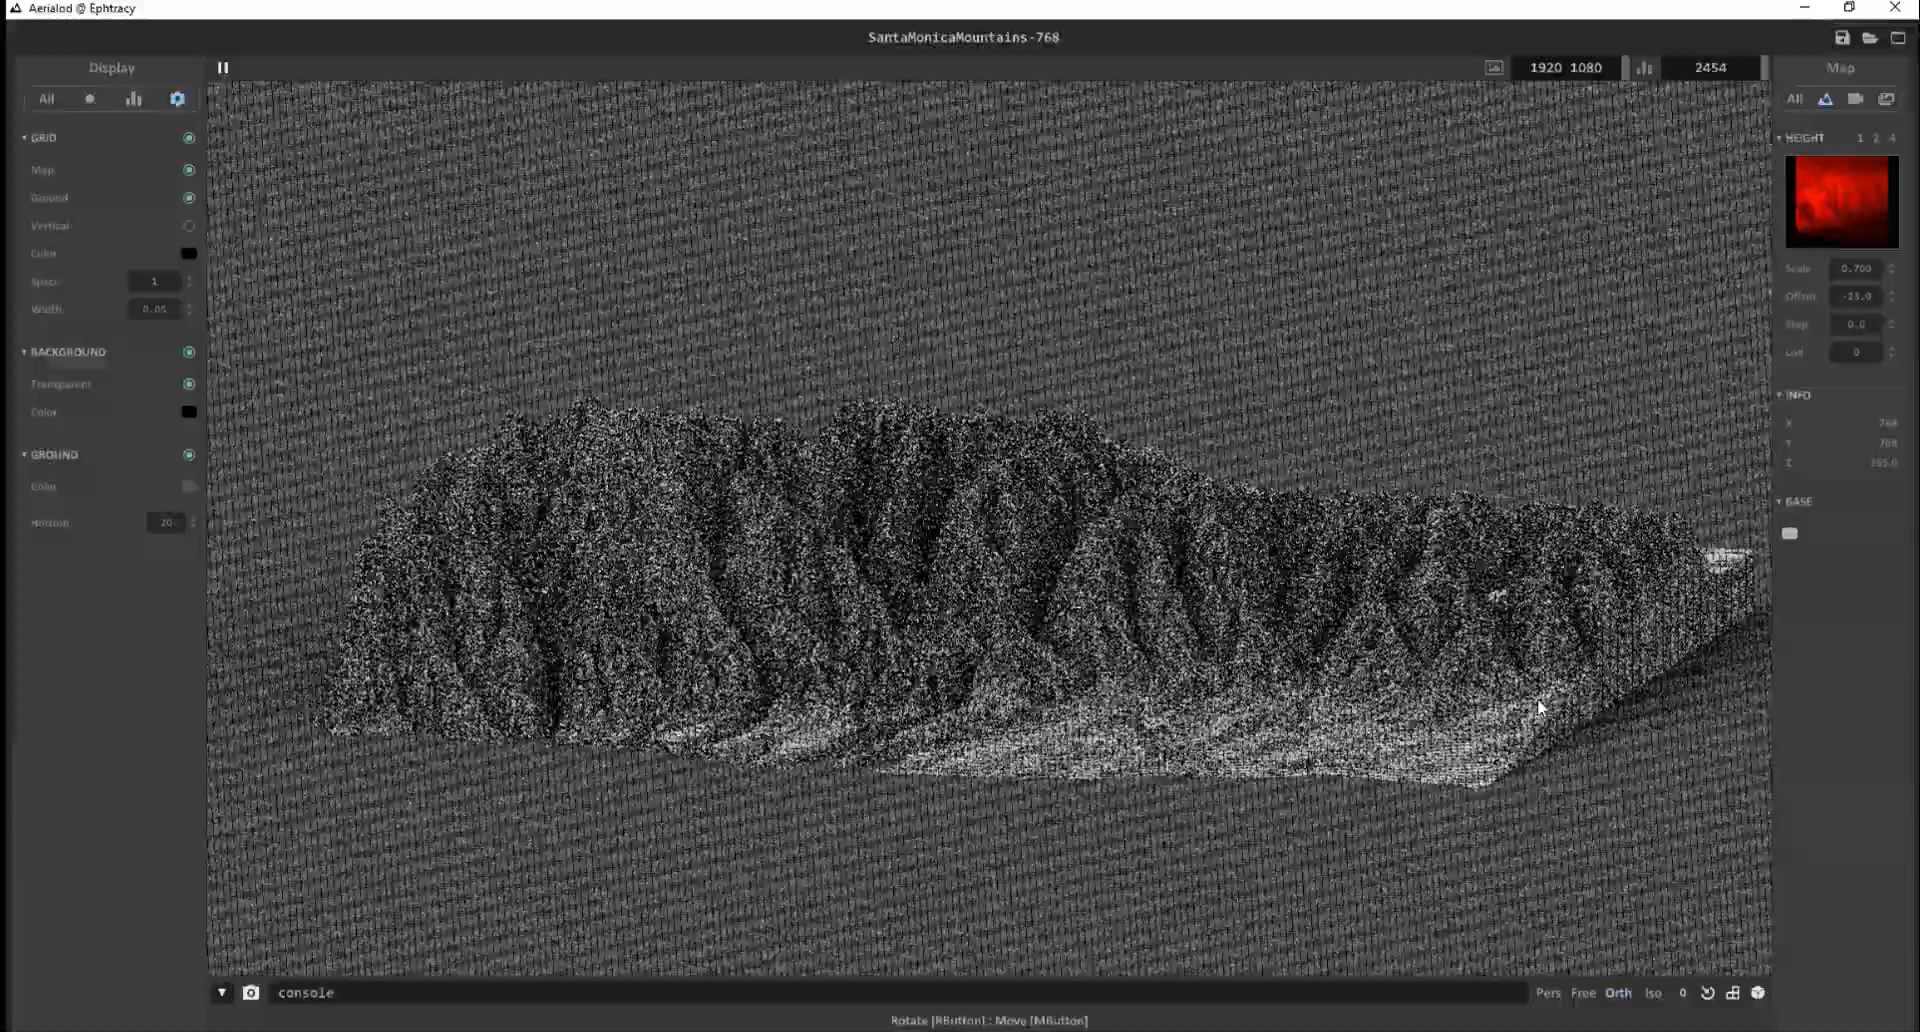 Aerialod @ Ephtracy
SantaMonicaMountains-768
Display
1920 1080
2454
Map
All
All
GRID
HEIGHT 1 2 4
Map
Ground
Vertical
Color
Space 1
Scale 0.700
Width 0.05
Offset
0.0
BACKGROUND
0
Transparent
INFO
Color
X 768
Y 768
GROUND
Z
Color
BASE
Horizon 20
console
Pers Free Orth Iso 0
Rotate [RButton] : Move [MButton]